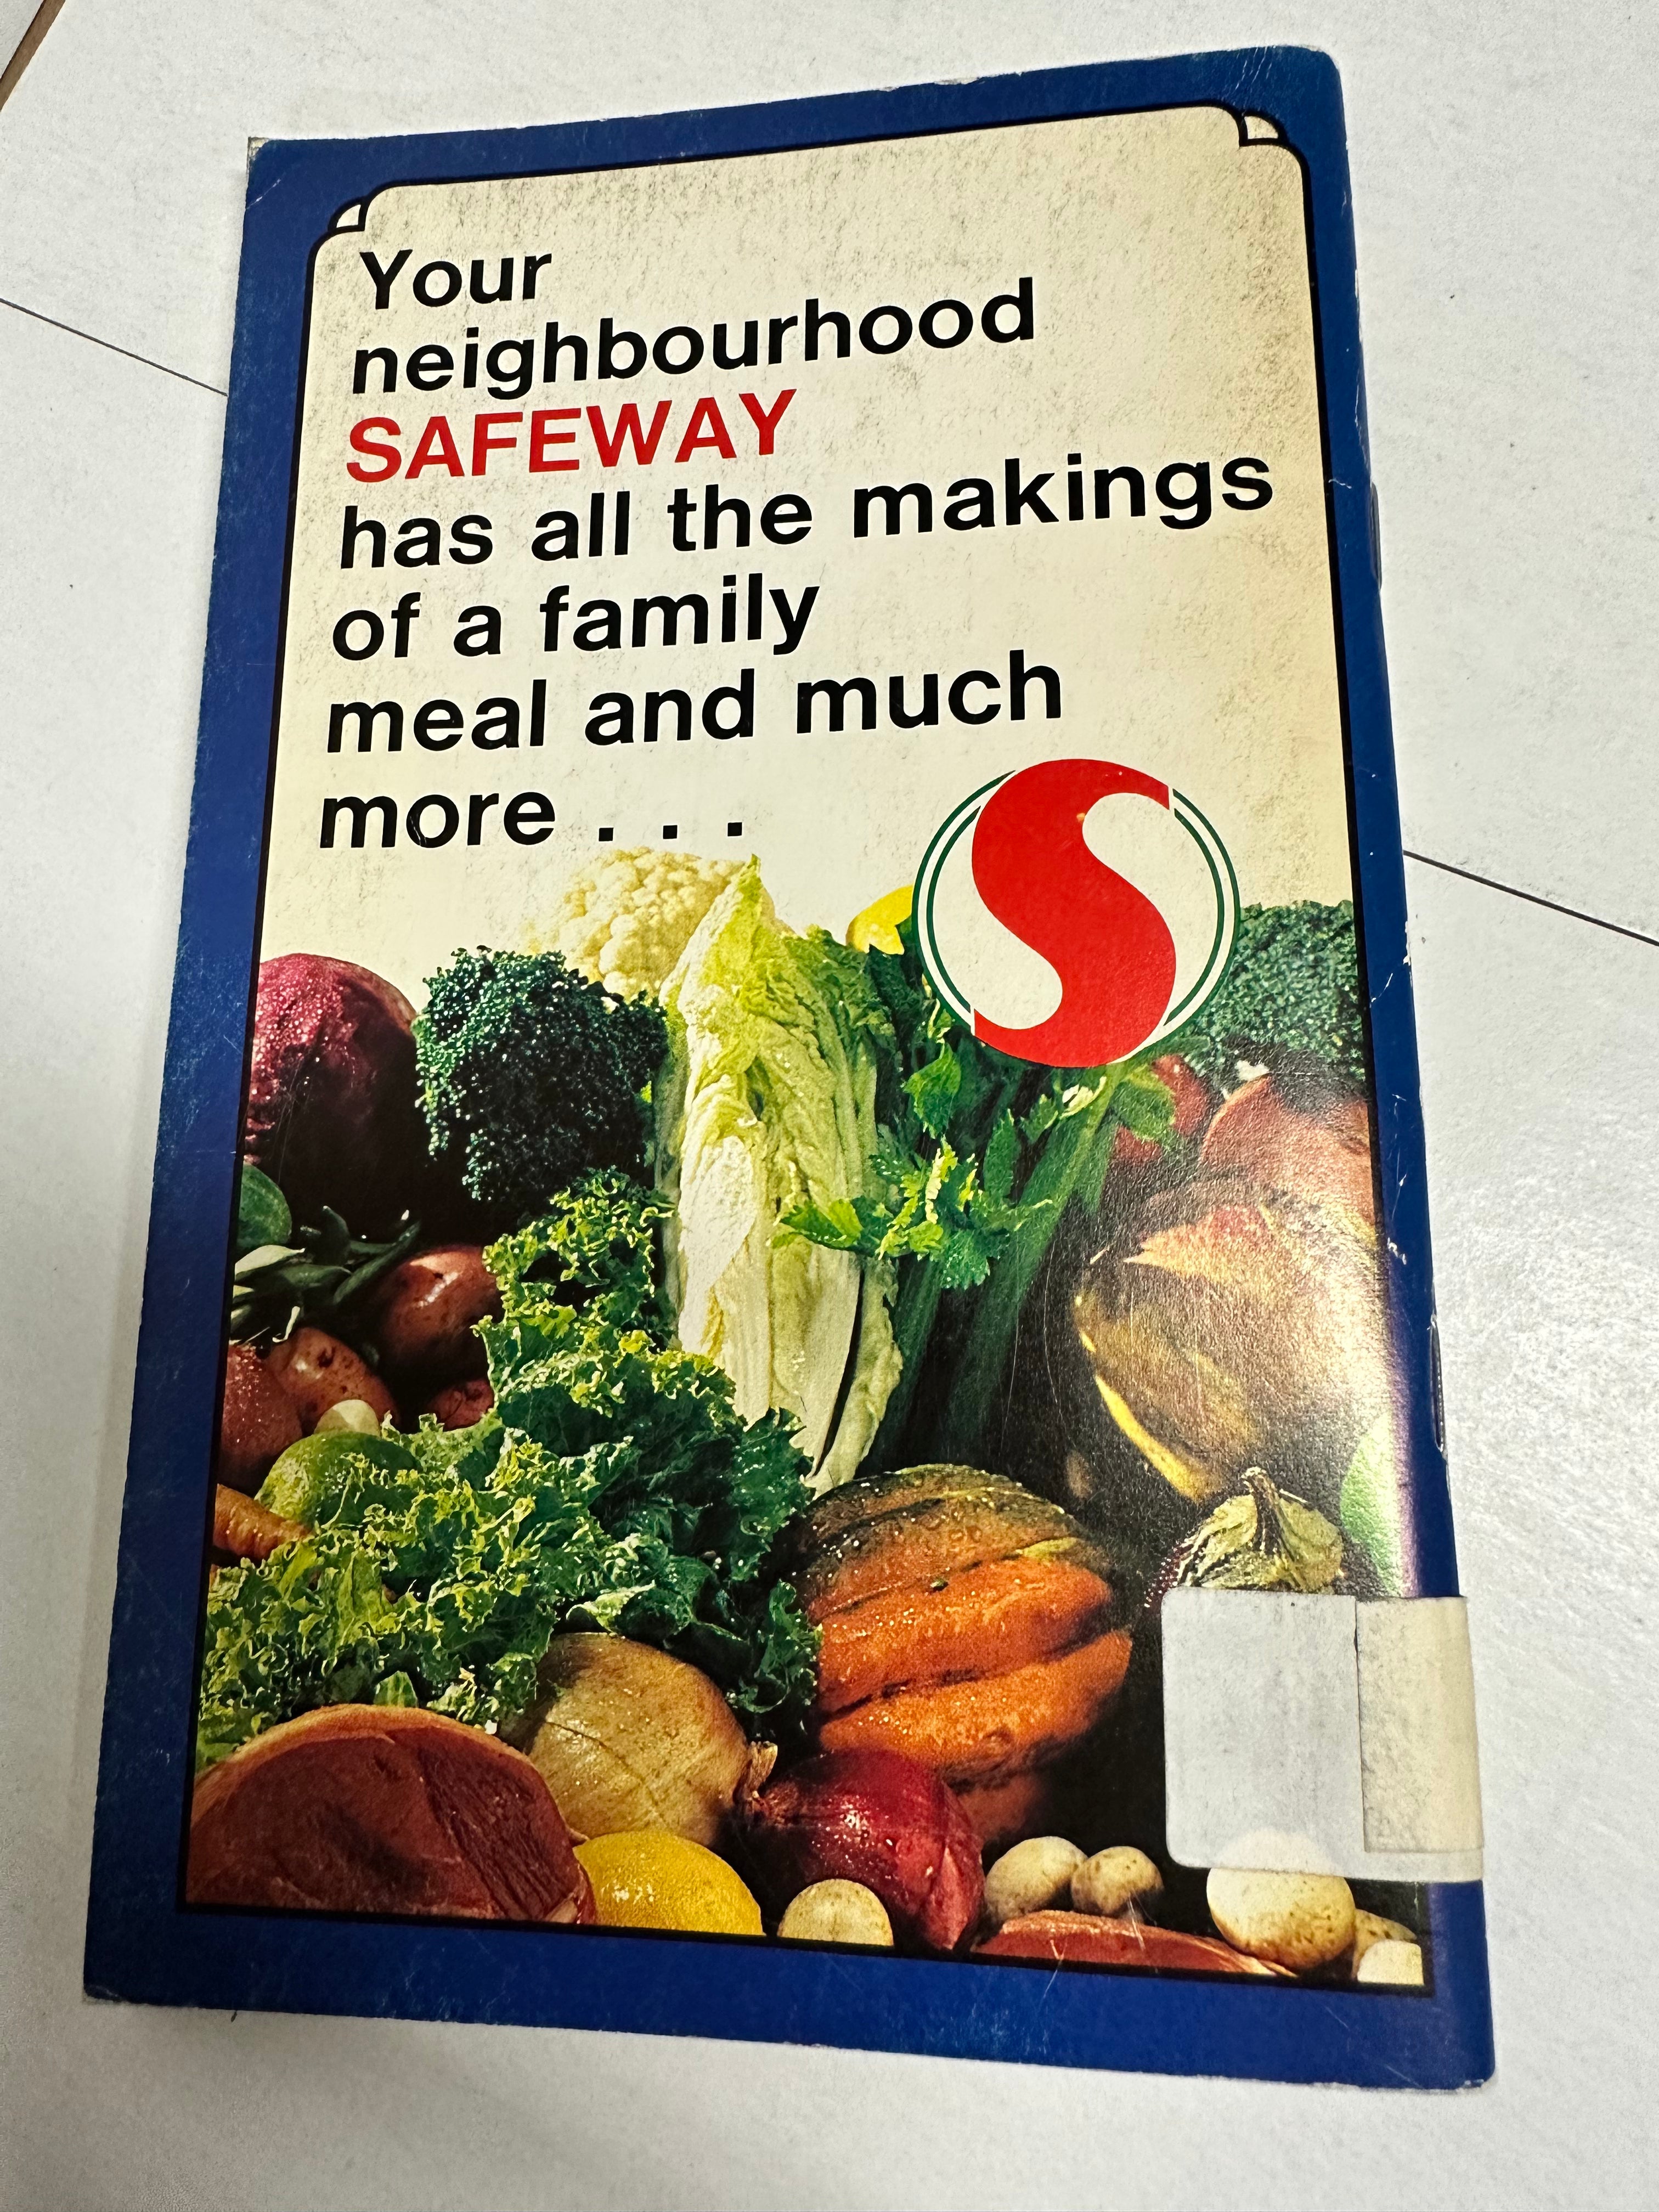 Your
neighbourhood
SAFEWAY
has all the makings
of a family
meal and much
more . . .
S